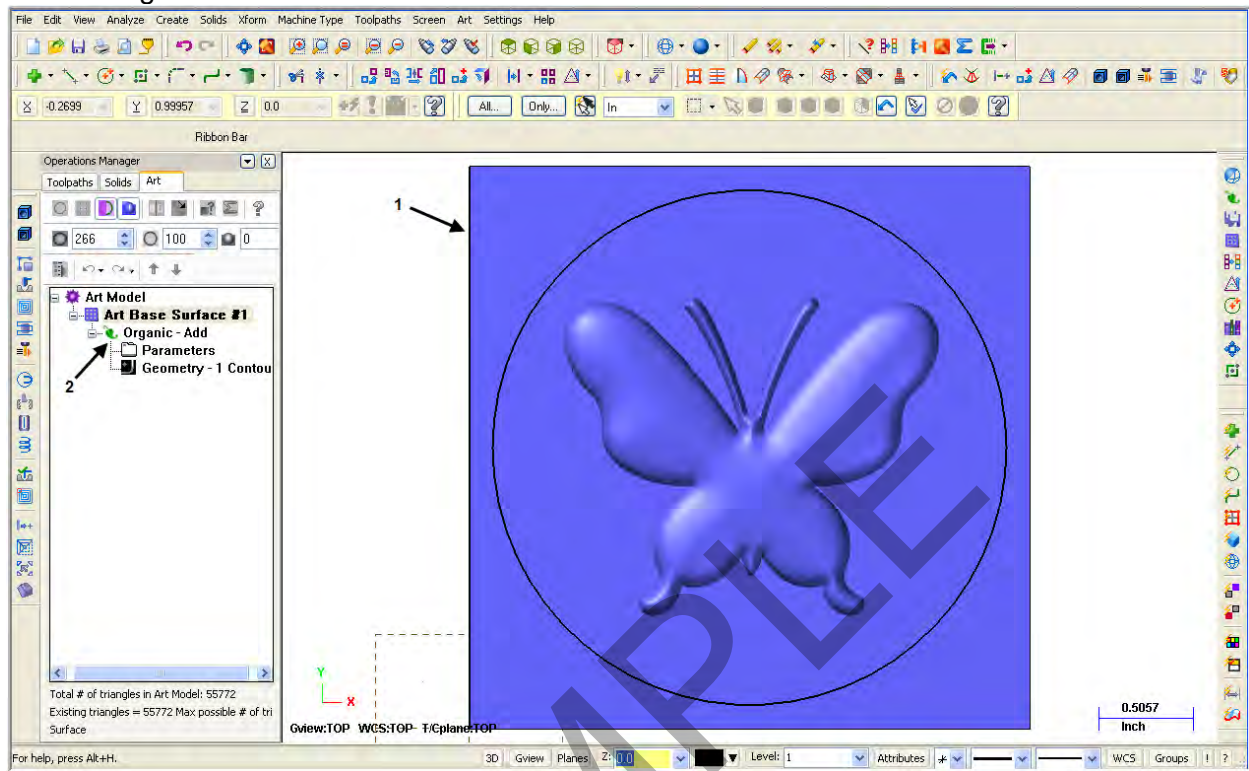 File Edit View Analyze Create Solids Xform Machine Type Toolpaths Screen Art Settings Help
X -0.2699 Y 0.99957 Z 0.0 All... Only... In
Ribbon Bar
Operations Manager
Toolpaths Solids Art
266 100 0
Art Model
Art Base Surface #1
Organic - Add
Parameters
Geometry - 1 Contou
1
2
Total # of triangles in Art Model: 55772
Existing triangles = 55772 Max possible # of tri
Surface
Y
X
Gview:TOP WCS:TOP T/Cplane:TOP
0.5057
Inch
MPLE
For help, press Alt+H. 3D Gview Planes Z: 0.0 Level: 1 Attributes WCS Groups ! ?